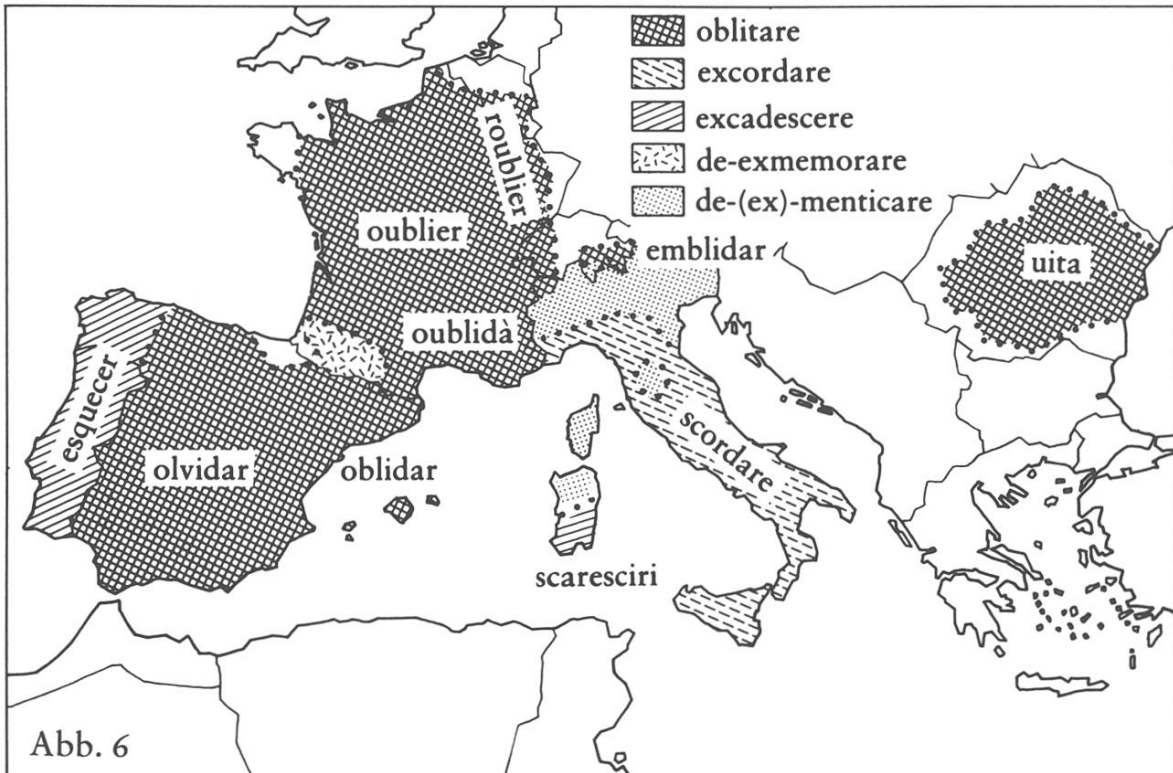 oblitare
excordare
excadescere
de-exmemorare
de-(ex)-menticare
roublier
oublier
emblidar
uita
oublidà
esquecer
olvidar
oblidar
scordare
scaresciri
Abb. 6